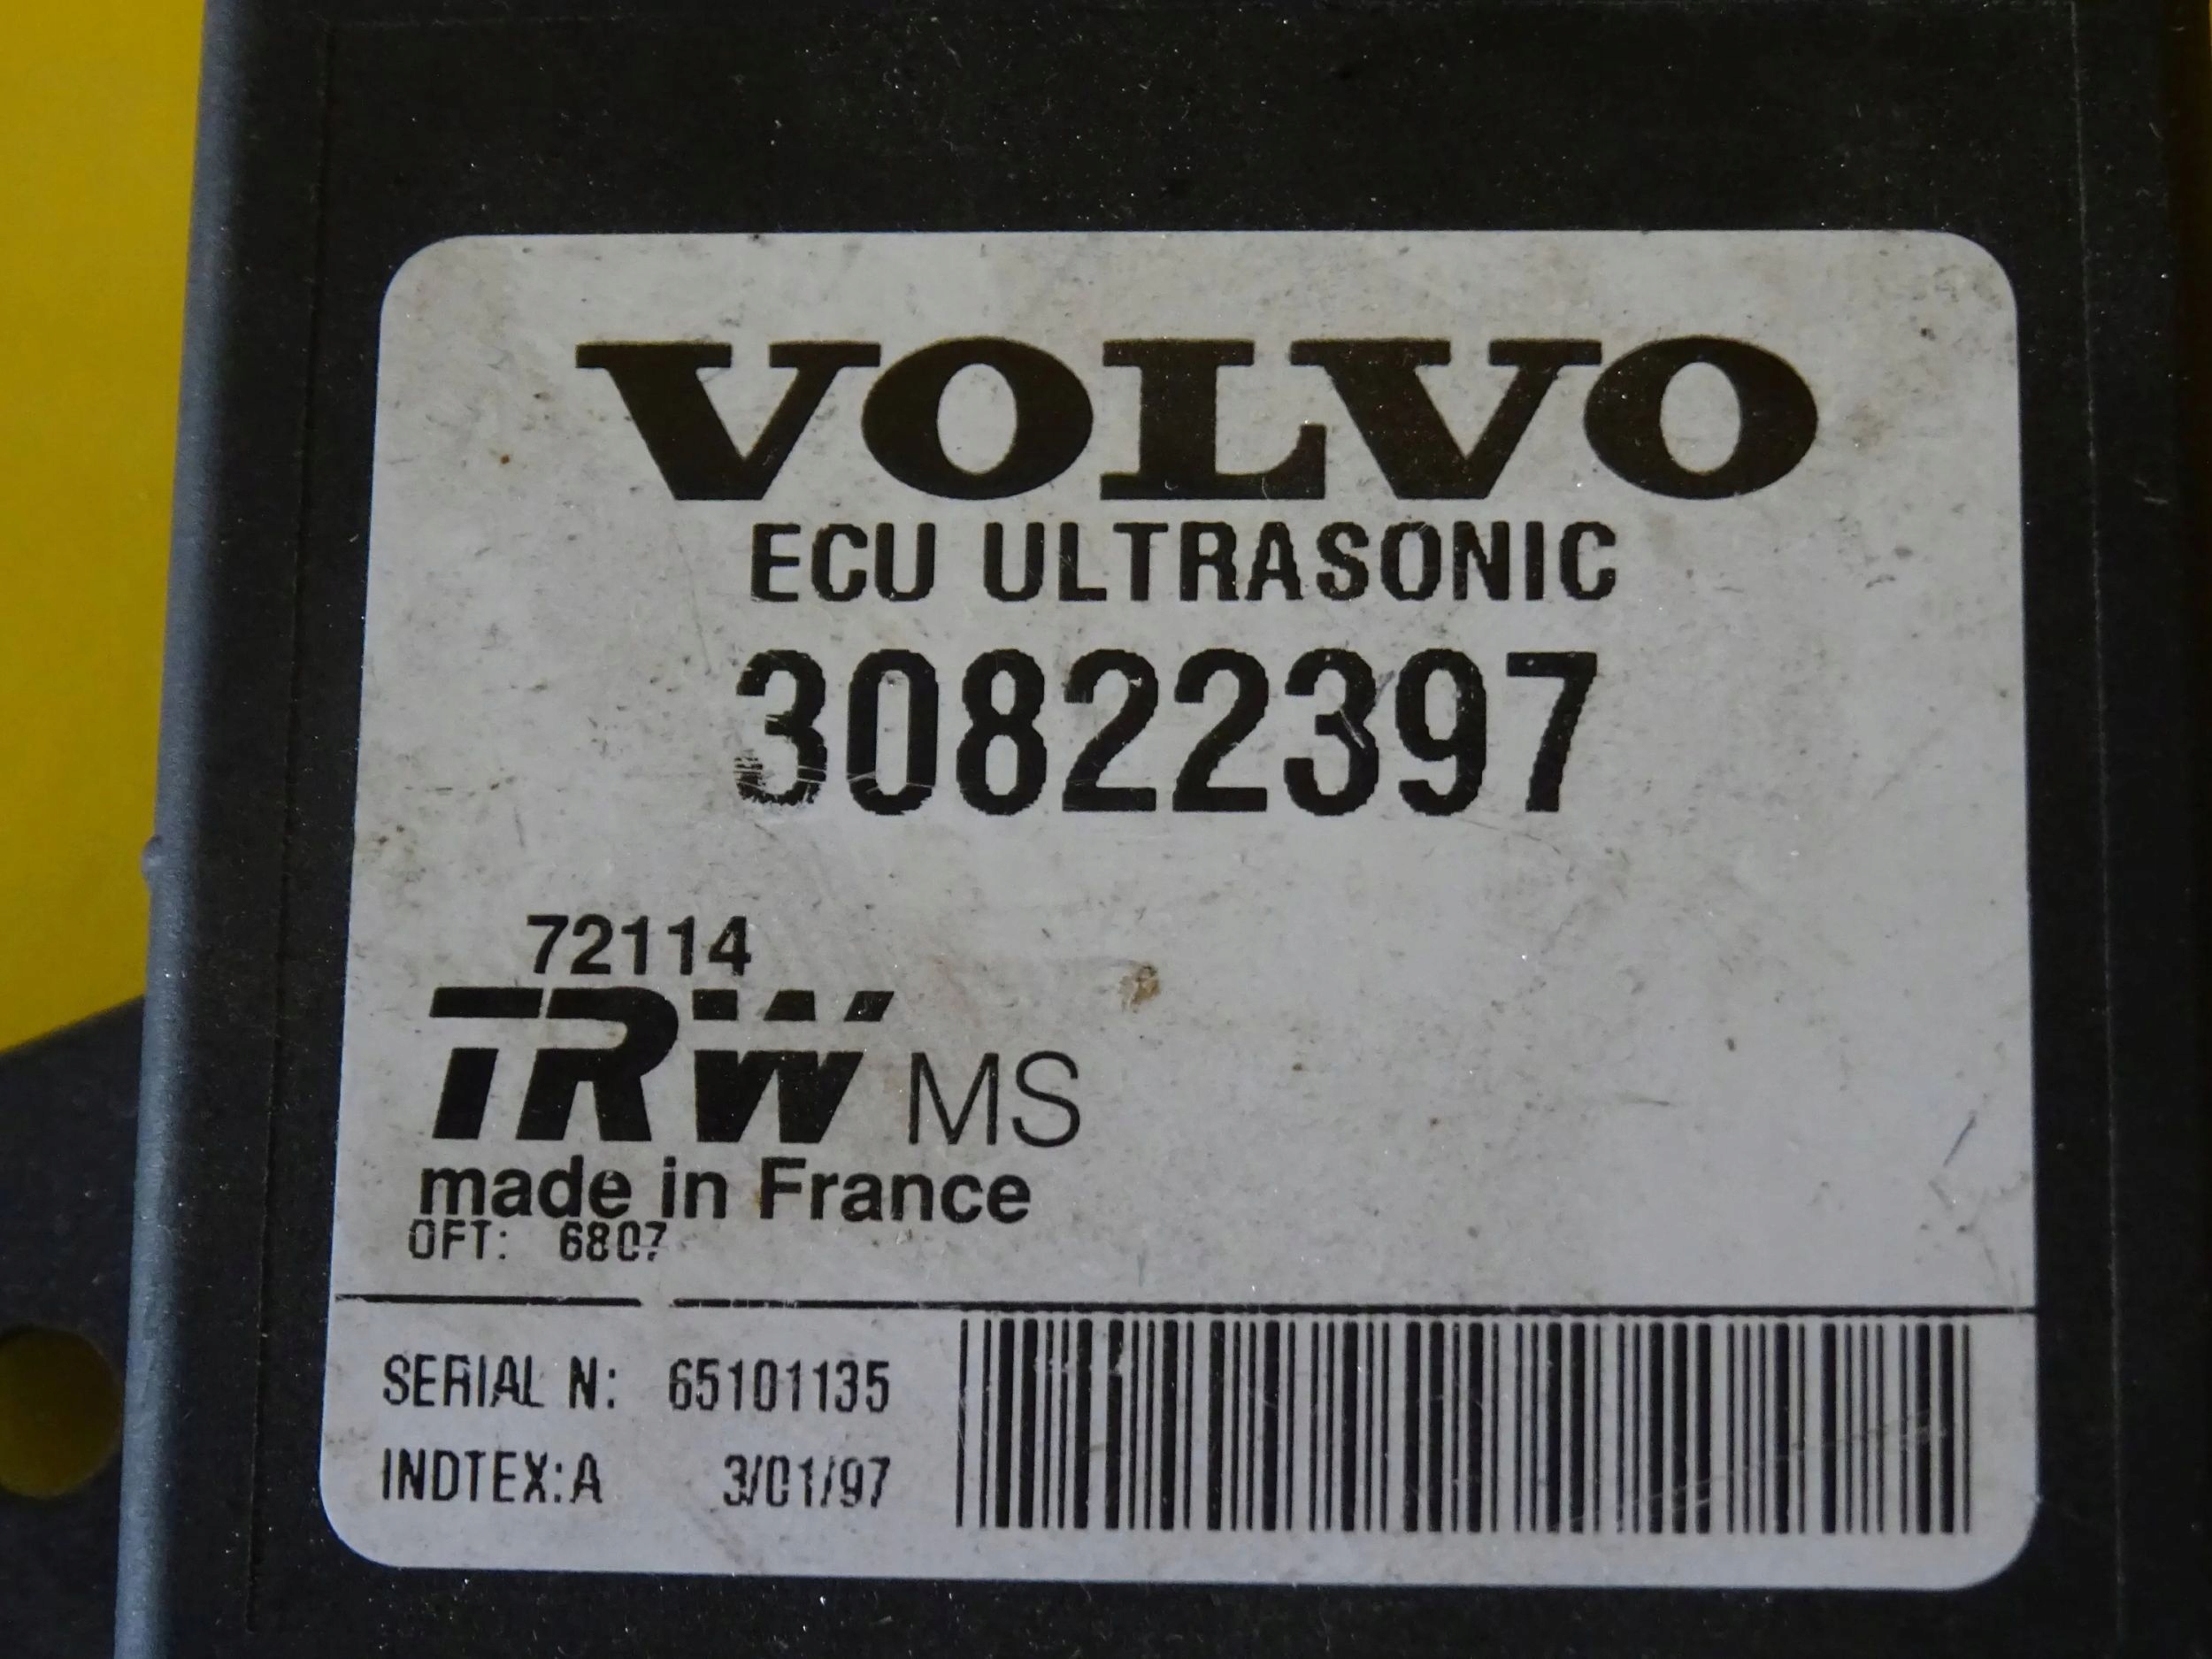 VOLVO
ECU ULTRASONIC
30822397
72114
TRW MS
made in France
OFT: 6807
SERIAL N: 65101135
INDTEX:A 3/01/97